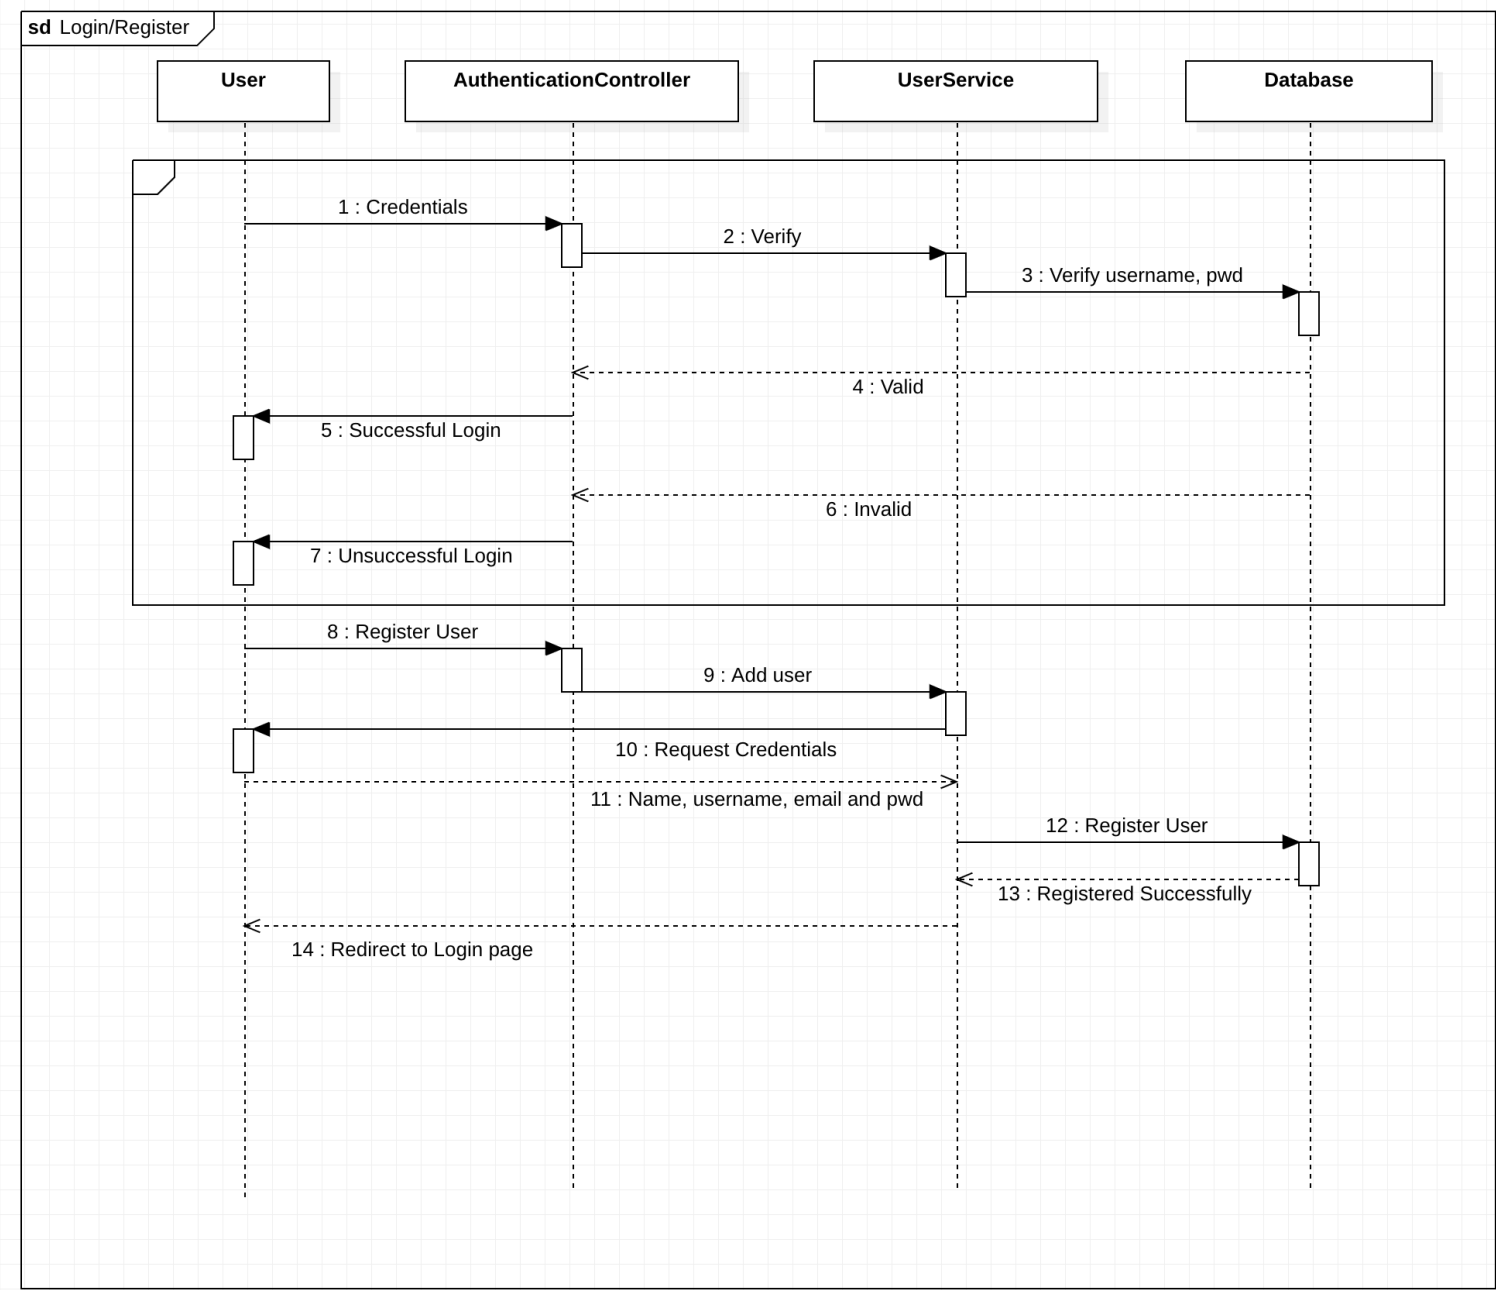 sd Login/Register
User
AuthenticationController
UserService
Database
1 : Credentials
2 : Verify
3 : Verify username, pwd
4 : Valid
5 : Successful Login
6 : Invalid
7 : Unsuccessful Login
8 : Register User
9 : Add user
10 : Request Credentials
11 : Name, username, email and pwd
12 : Register User
13 : Registered Successfully
14 : Redirect to Login page